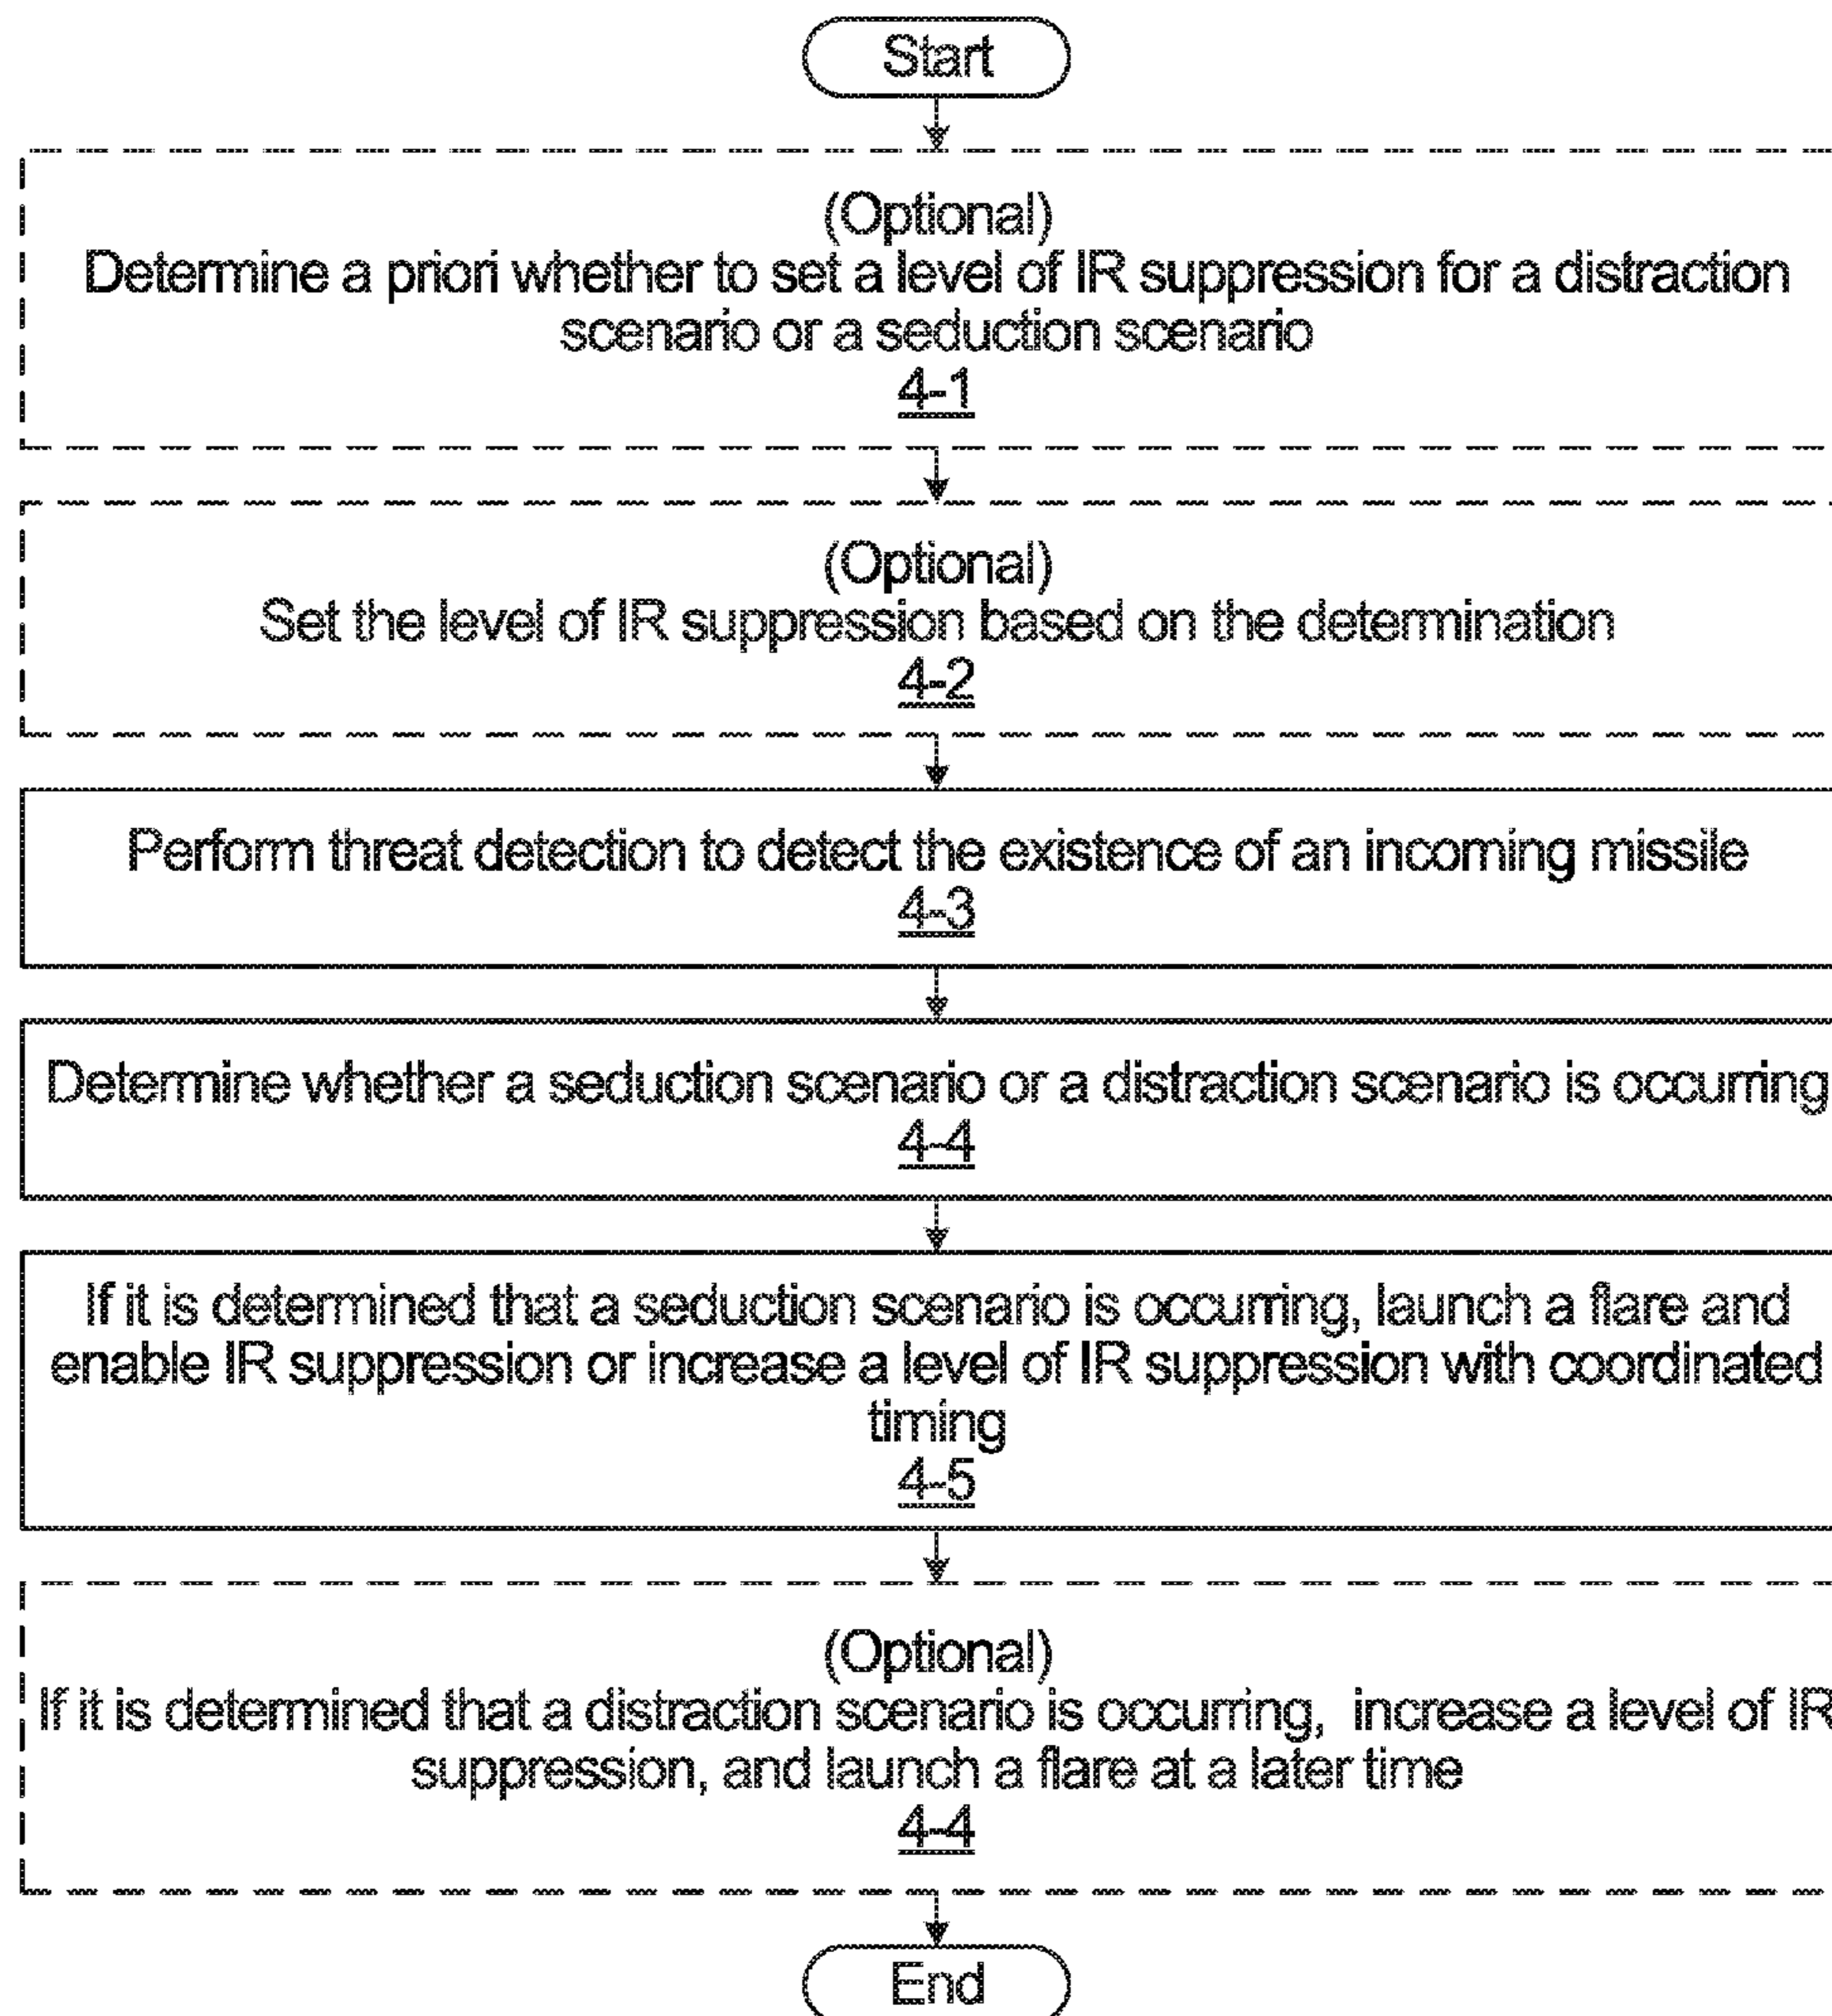 Start
(Optional)
Determine a priori whether to set a level of IR suppression for a distraction
scenario or a seduction scenario
4-1
(Optional)
Set the level of IR suppression based on the determination
4-2
Perform threat detection to detect the existence of an incoming missile
4-3
Determine whether a seduction scenario or a distraction scenario is occurring
4-4
If it is determined that a seduction scenario is occurring, launch a flare and
enable IR suppression or increase a level of IR suppression with coordinated
timing
4-5
(Optional)
If it is determined that a distraction scenario is occurring, increase a level of IR
suppression, and launch a flare at a later time
4-4
End